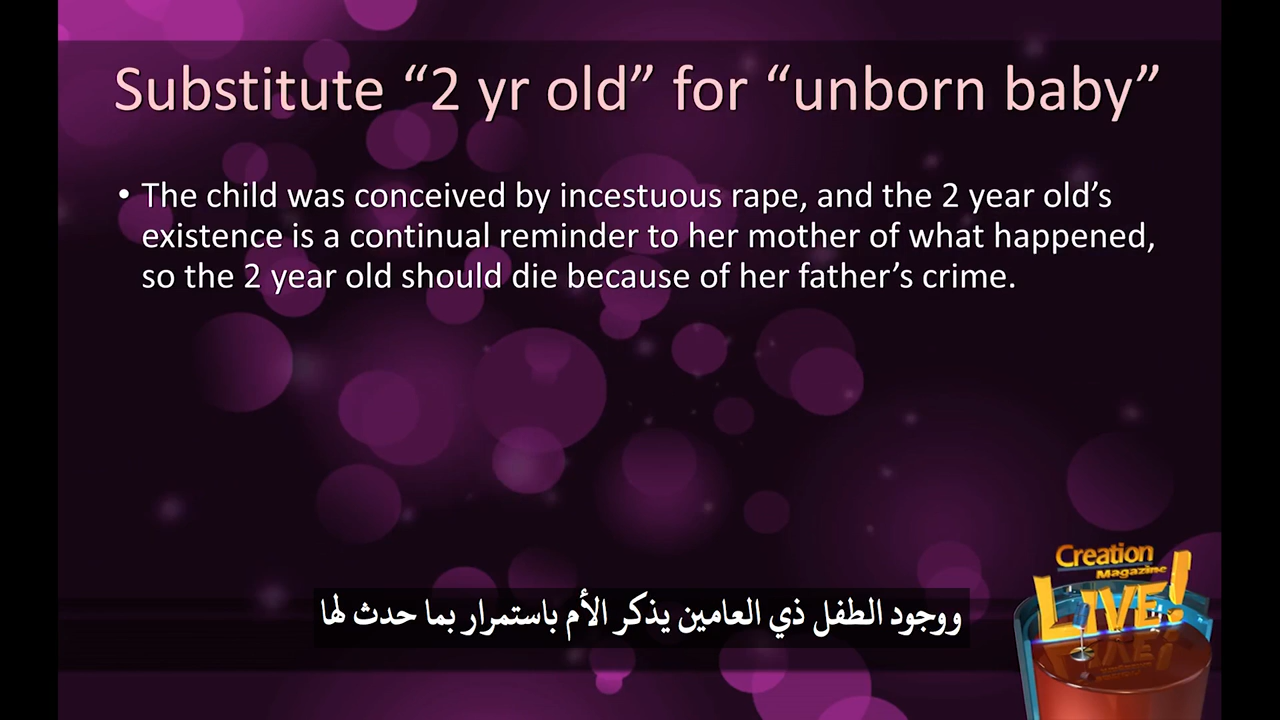 Substitute “2 yr old” for “unborn baby”
• The child was conceived by incestuous rape, and the 2 year old’s
existence is a continual reminder to her mother of what happened,
so the 2 year old should die because of her father’s crime.
ووجود الطفل ذي العامين يذكر الأم باستمرار بما حدث لها
Creation
Magazine
LIVE!